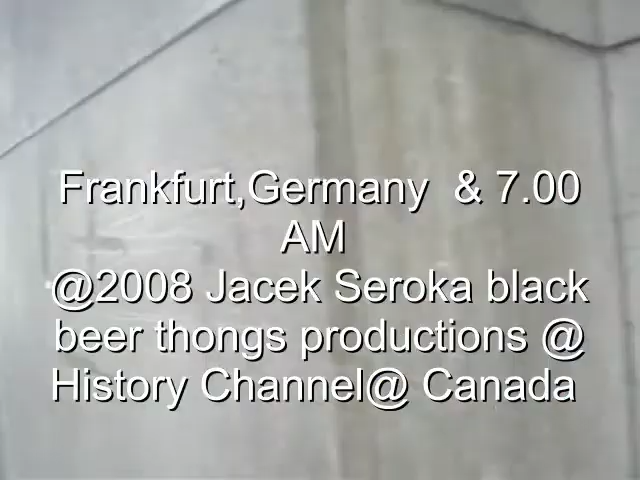 Frankfurt,Germany  & 7.00
AM
@2008 Jacek Seroka black
beer thongs productions @
History Channel@ Canada